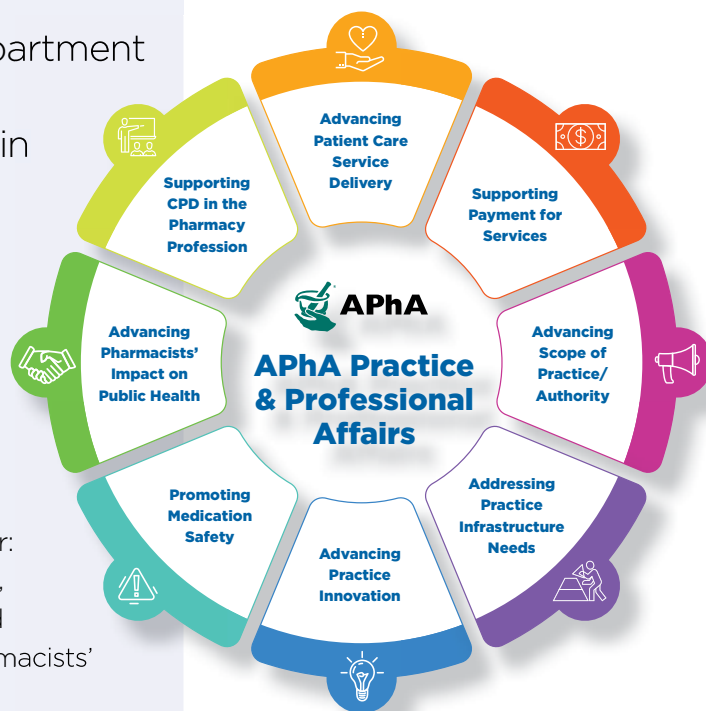 partment
in
r:
,
macists'
Advancing
Patient Care
Service
Delivery
Supporting
Payment for
Services
Advancing
Scope of
Practice/
Authority
Addressing
Practice
Infrastructure
Needs
Advancing
Practice
Innovation
Promoting
Medication
Safety
Advancing
Pharmacists'
Impact on
Public Health
Supporting
CPD in the
Pharmacy
Profession
APhA
APhA Practice
& Professional
Affairs